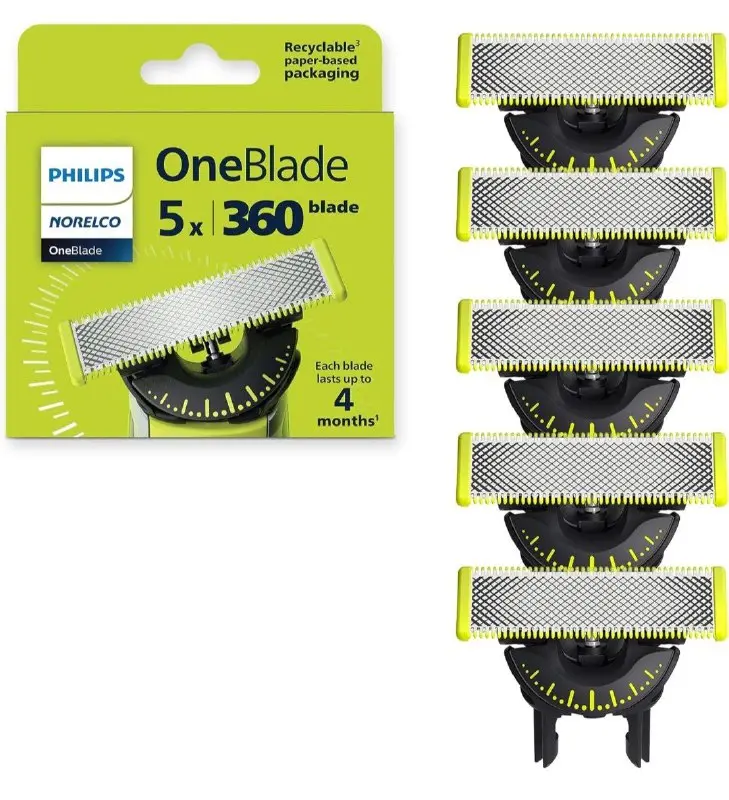 Recyclable³
paper-based
packaging
PHILIPS
NORELCO
OneBlade
OneBlade
5x | 360 blade
Each blade
lasts up to
4
months¹